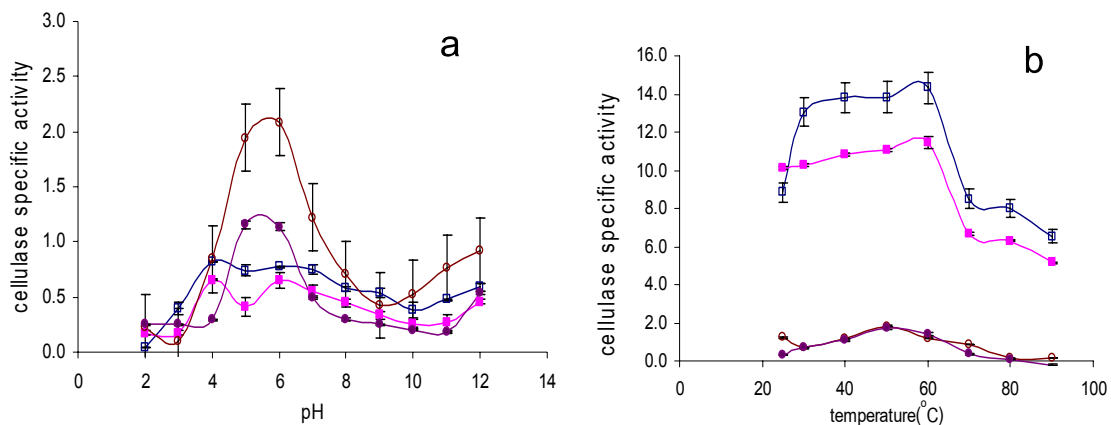 a
3.0
2.5
2.0
1.5
1.0
0.5
0.0
0 2 4 6 8 10 12 14
pH
cellulase specific activity
b
16.0
14.0
12.0
10.0
8.0
6.0
4.0
2.0
0.0
0 20 40 60 80 100
temperature(°C)
cellulase specific activity